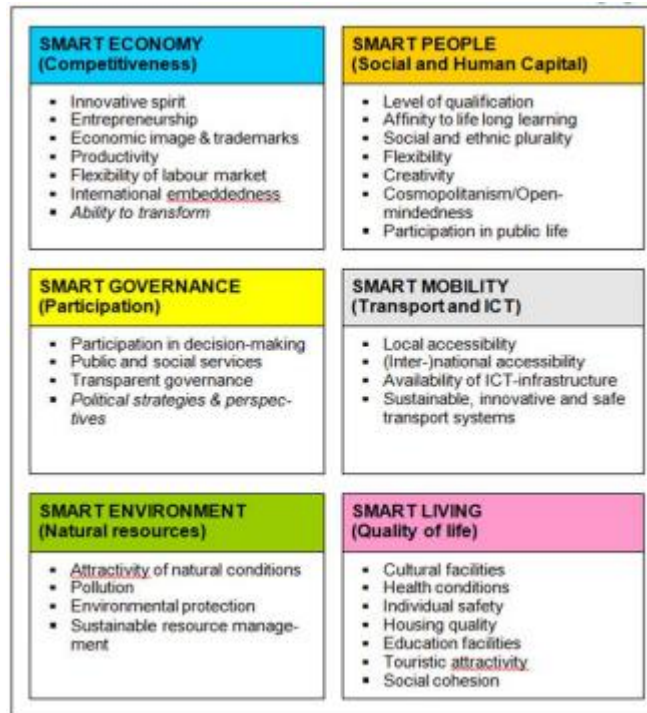 SMART ECONOMY
(Competitiveness)
▪ Innovative spirit
▪ Entrepreneurship
▪ Economic image & trademarks
▪ Productivity
▪ Flexibility of labour market
▪ International embeddedness
▪ Ability to transform
SMART PEOPLE
(Social and Human Capital)
▪ Level of qualification
▪ Affinity to life long learning
▪ Social and ethnic plurality
▪ Flexibility
▪ Creativity
▪ Cosmopolitanism/Open-
mindedness
▪ Participation in public life
SMART GOVERNANCE
(Participation)
▪ Participation in decision-making
▪ Public and social services
▪ Transparent governance
▪ Political strategies & perspec-
tives
SMART MOBILITY
(Transport and ICT)
▪ Local accessibility
▪ (Inter-)national accessibility
▪ Availability of ICT-infrastructure
▪ Sustainable, innovative and safe
transport systems
SMART ENVIRONMENT
(Natural resources)
▪ Attractivity of natural conditions
▪ Pollution
▪ Environmental protection
▪ Sustainable resource manage-
ment
SMART LIVING
(Quality of life)
▪ Cultural facilities
▪ Health conditions
▪ Individual safety
▪ Housing quality
▪ Education facilities
▪ Touristic attractivity
▪ Social cohesion